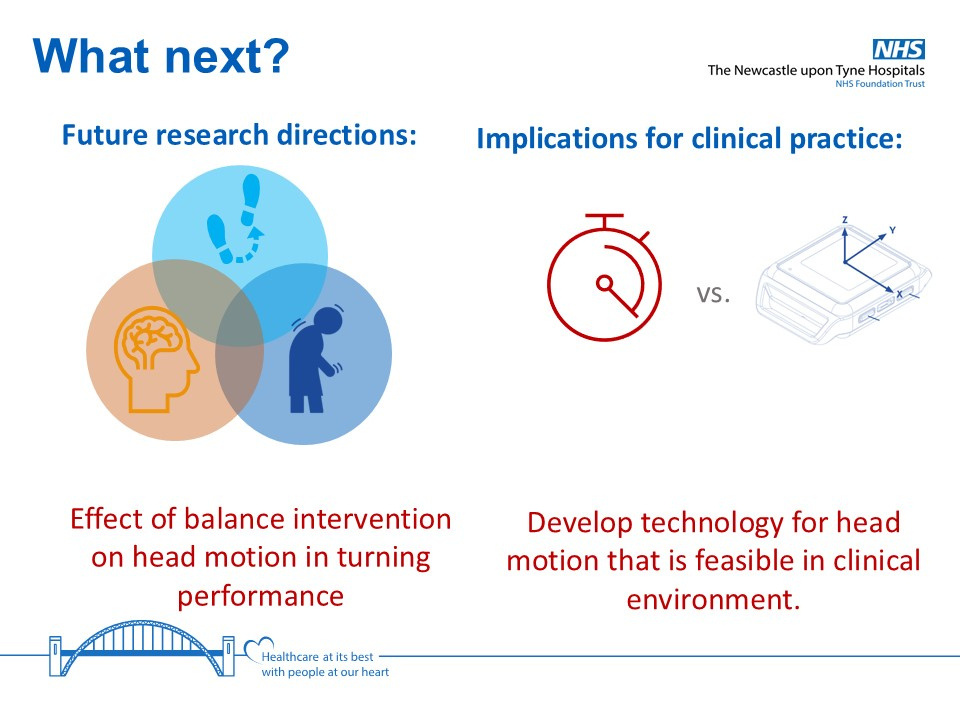 What next?
NHS
The Newcastle upon Tyne Hospitals
NHS Foundation Trust
Future research directions:
Implications for clinical practice:
Z
Y
X
vs.
Effect of balance intervention
on head motion in turning
performance
Develop technology for head
motion that is feasible in clinical
environment.
Healthcare at its best
with people at our heart